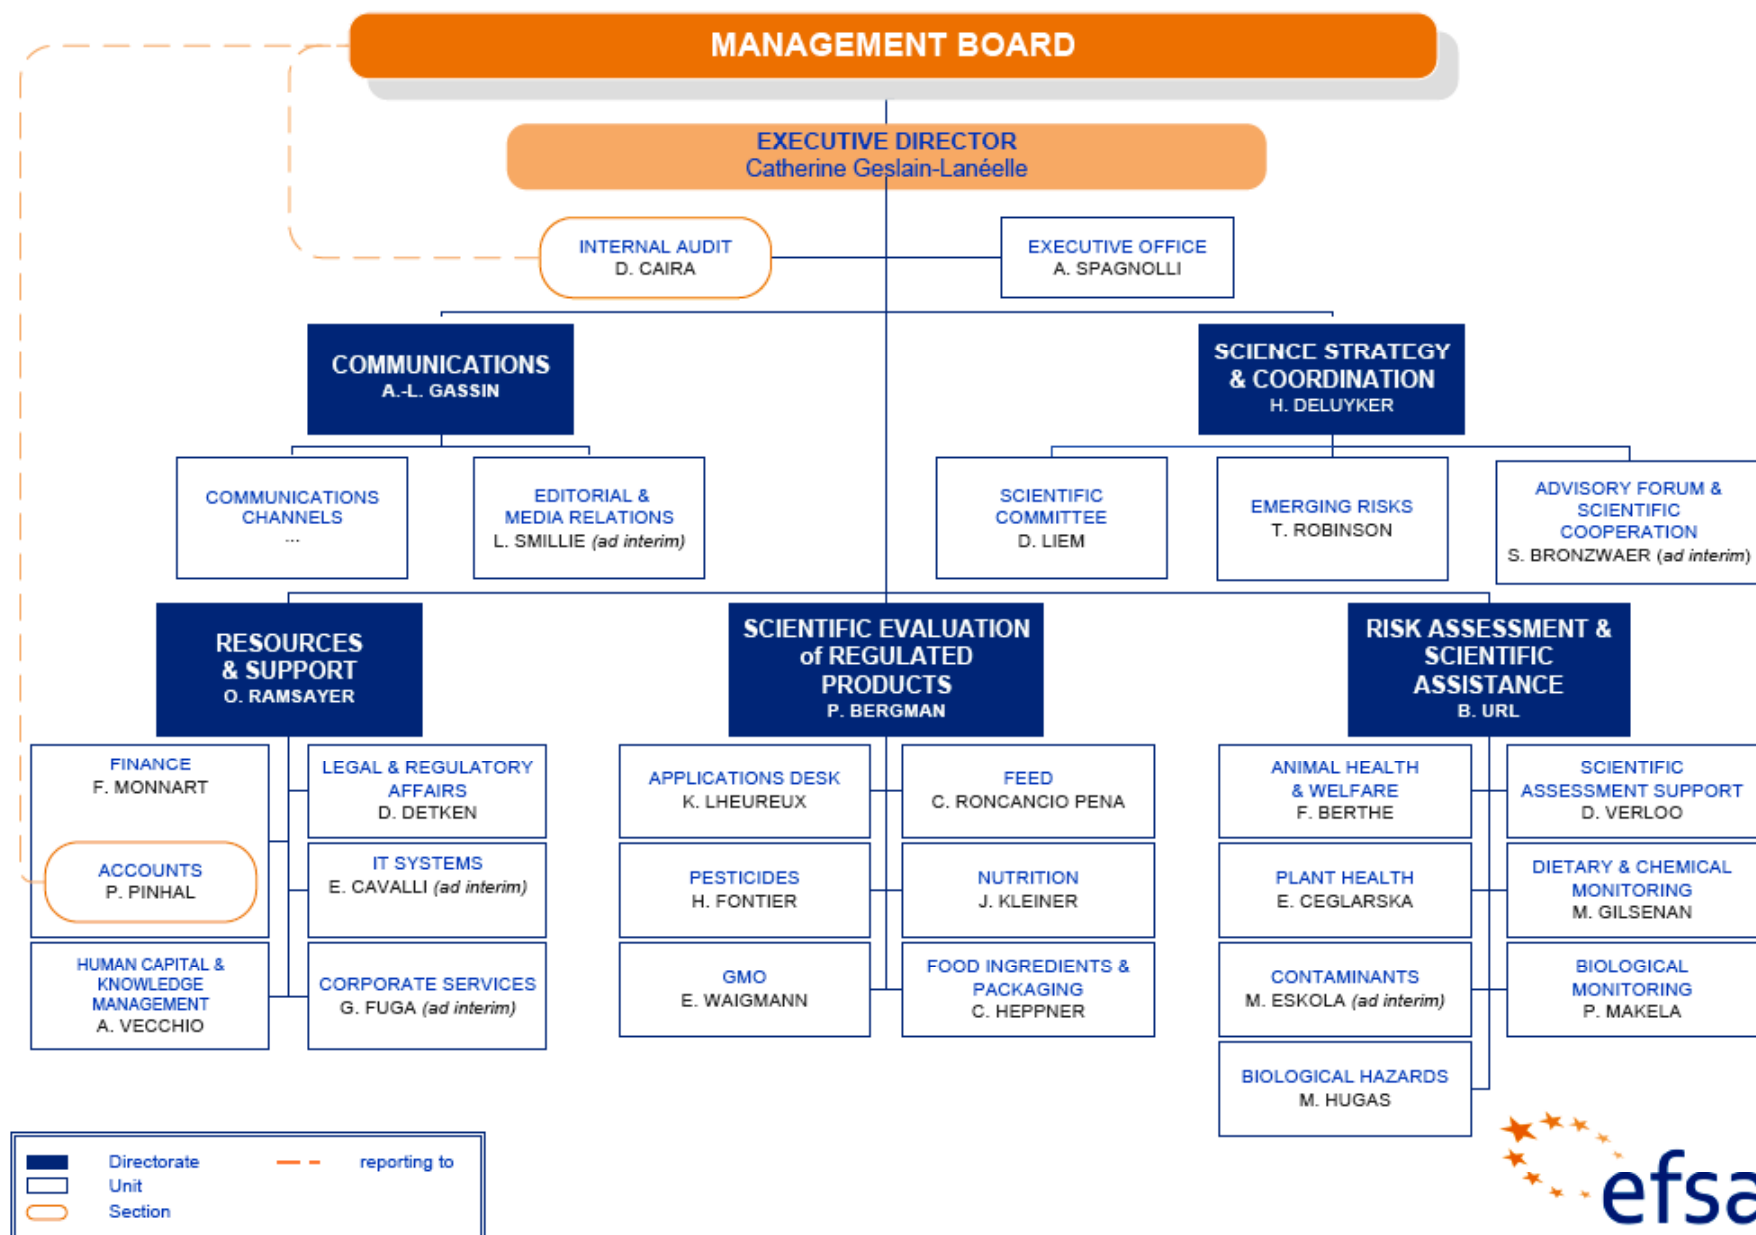 MANAGEMENT BOARD
EXECUTIVE DIRECTOR
Catherine Geslain-Lanéelle
INTERNAL AUDIT
D. CAIRA
EXECUTIVE OFFICE
A. SPAGNOLLI
COMMUNICATIONS
A.-L. GASSIN
SCIENCE STRATEGY
& COORDINATION
H. DELUYKER
COMMUNICATIONS
CHANNELS
...
EDITORIAL &
MEDIA RELATIONS
L. SMILLIE (ad interim)
SCIENTIFIC
COMMITTEE
D. LIEM
EMERGING RISKS
T. ROBINSON
ADVISORY FORUM &
SCIENTIFIC
COOPERATION
S. BRONZWAER (ad interim)
RESOURCES
& SUPPORT
O. RAMSAYER
SCIENTIFIC EVALUATION
of REGULATED
PRODUCTS
P. BERGMAN
RISK ASSESSMENT &
SCIENTIFIC
ASSISTANCE
B. URL
FINANCE
F. MONNART
ACCOUNTS
P. PINHAL
LEGAL & REGULATORY
AFFAIRS
D. DETKEN
IT SYSTEMS
E. CAVALLI (ad interim)
HUMAN CAPITAL &
KNOWLEDGE
MANAGEMENT
A. VECCHIO
CORPORATE SERVICES
G. FUGA (ad interim)
APPLICATIONS DESK
K. LHEUREUX
FEED
C. RONCANCIO PENA
PESTICIDES
H. FONTIER
NUTRITION
J. KLEINER
GMO
E. WAIGMANN
FOOD INGREDIENTS &
PACKAGING
C. HEPPNER
ANIMAL HEALTH
& WELFARE
F. BERTHE
SCIENTIFIC
ASSESSMENT SUPPORT
D. VERLOO
PLANT HEALTH
E. CEGLARSKA
DIETARY & CHEMICAL
MONITORING
M. GILSENAN
CONTAMINANTS
M. ESKOLA (ad interim)
BIOLOGICAL
MONITORING
P. MAKELA
BIOLOGICAL HAZARDS
M. HUGAS
Directorate
reporting to
Unit
Section
efsa